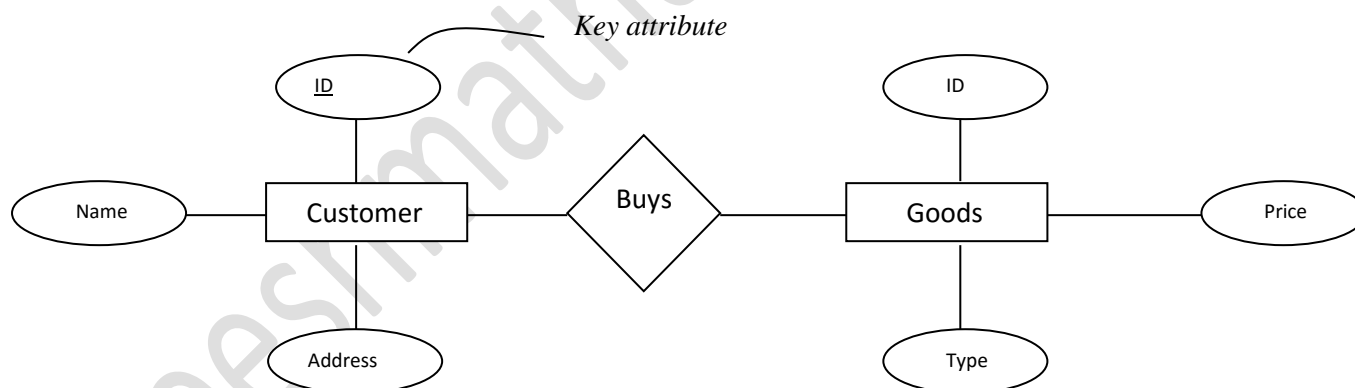 Key attribute
ID
ID
Name
Customer
Buys
Goods
Price
Address
Type